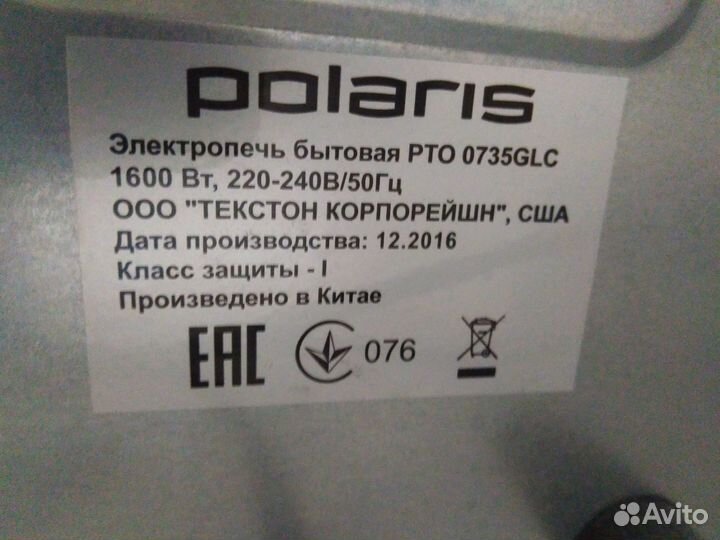 polaris
Электропечь бытовая PTO 0735GLC
1600 Вт, 220-240В/50Гц
ООО "ТЕКСТОН КОРПОРЕЙШН", США
Дата производства: 12.2016
Класс защиты - I
Произведено в Китае
EAC 076
Avito